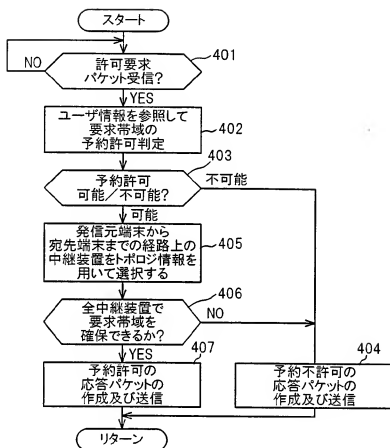 スタート
401
許可要求
パケット受信?
NO
YES
ユーザ情報を参照して
要求帯域の
予約許可判定
402
403
予約許可
可能/不可能?
不可能
可能
発信元端末から
宛先端末までの経路上の
中継装置をトポロジ情報を
用いて選択する
405
406
全中継装置で
要求帯域を
確保できるか?
NO
YES
407
予約許可の
応答パケットの
作成及び送信
404
予約不許可の
応答パケットの
作成及び送信
リターン